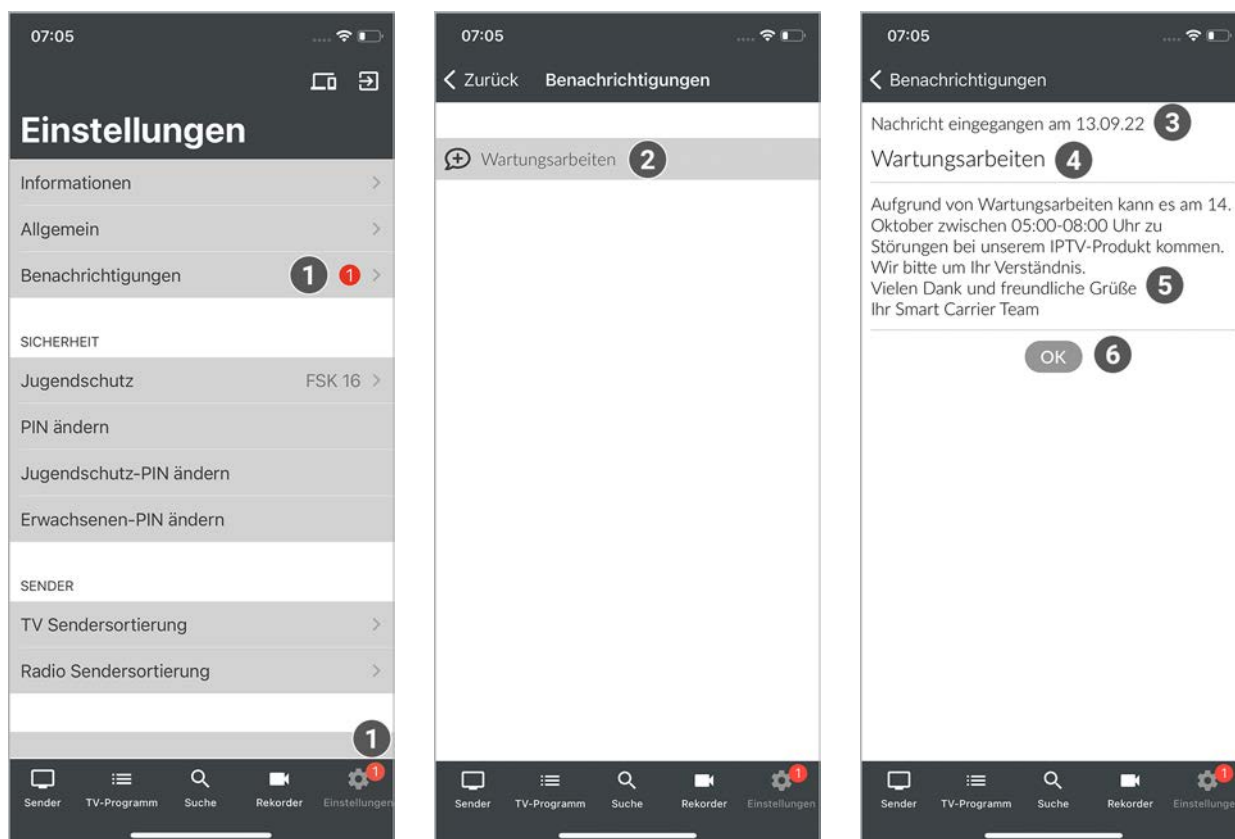 07:05
Einstellungen
Informationen
Allgemein
Benachrichtigungen 1 1
SICHERHEIT
Jugendschutz FSK 16
PIN ändern
Jugendschutz-PIN ändern
Erwachsenen-PIN ändern
SENDER
TV Sendersortierung
Radio Sendersortierung
1
1
Sender TV-Programm Suche Rekorder Einstellungen
07:05
Zurück Benachrichtigungen
Wartungsarbeiten 2
1
Sender TV-Programm Suche Rekorder Einstellungen
07:05
Benachrichtigungen
Nachricht eingegangen am 13.09.22 3
Wartungsarbeiten 4
Aufgrund von Wartungsarbeiten kann es am 14.
Oktober zwischen 05:00-08:00 Uhr zu
Störungen bei unserem IPTV-Produkt kommen.
Wir bitte um Ihr Verständnis.
Vielen Dank und freundliche Grüße 5
Ihr Smart Carrier Team
OK 6
1
Sender TV-Programm Suche Rekorder Einstellunge